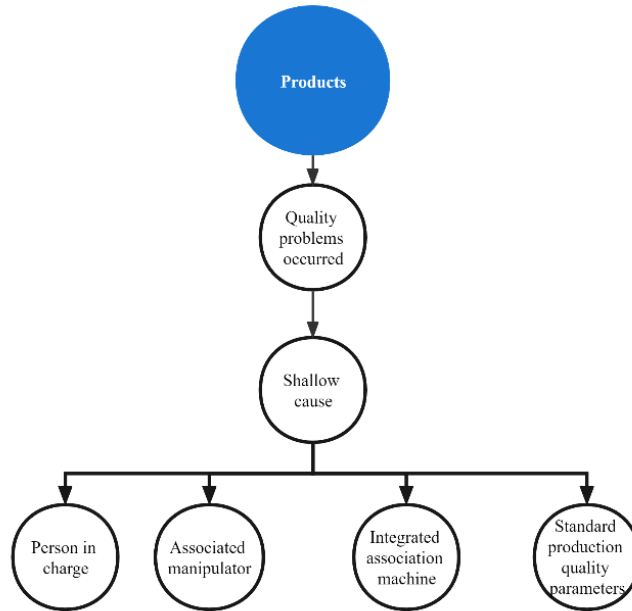 Products
Quality
problems
occurred
Shallow
cause
Person in
charge
Associated
manipulator
Integrated
association
machine
Standard
production
quality
parameters